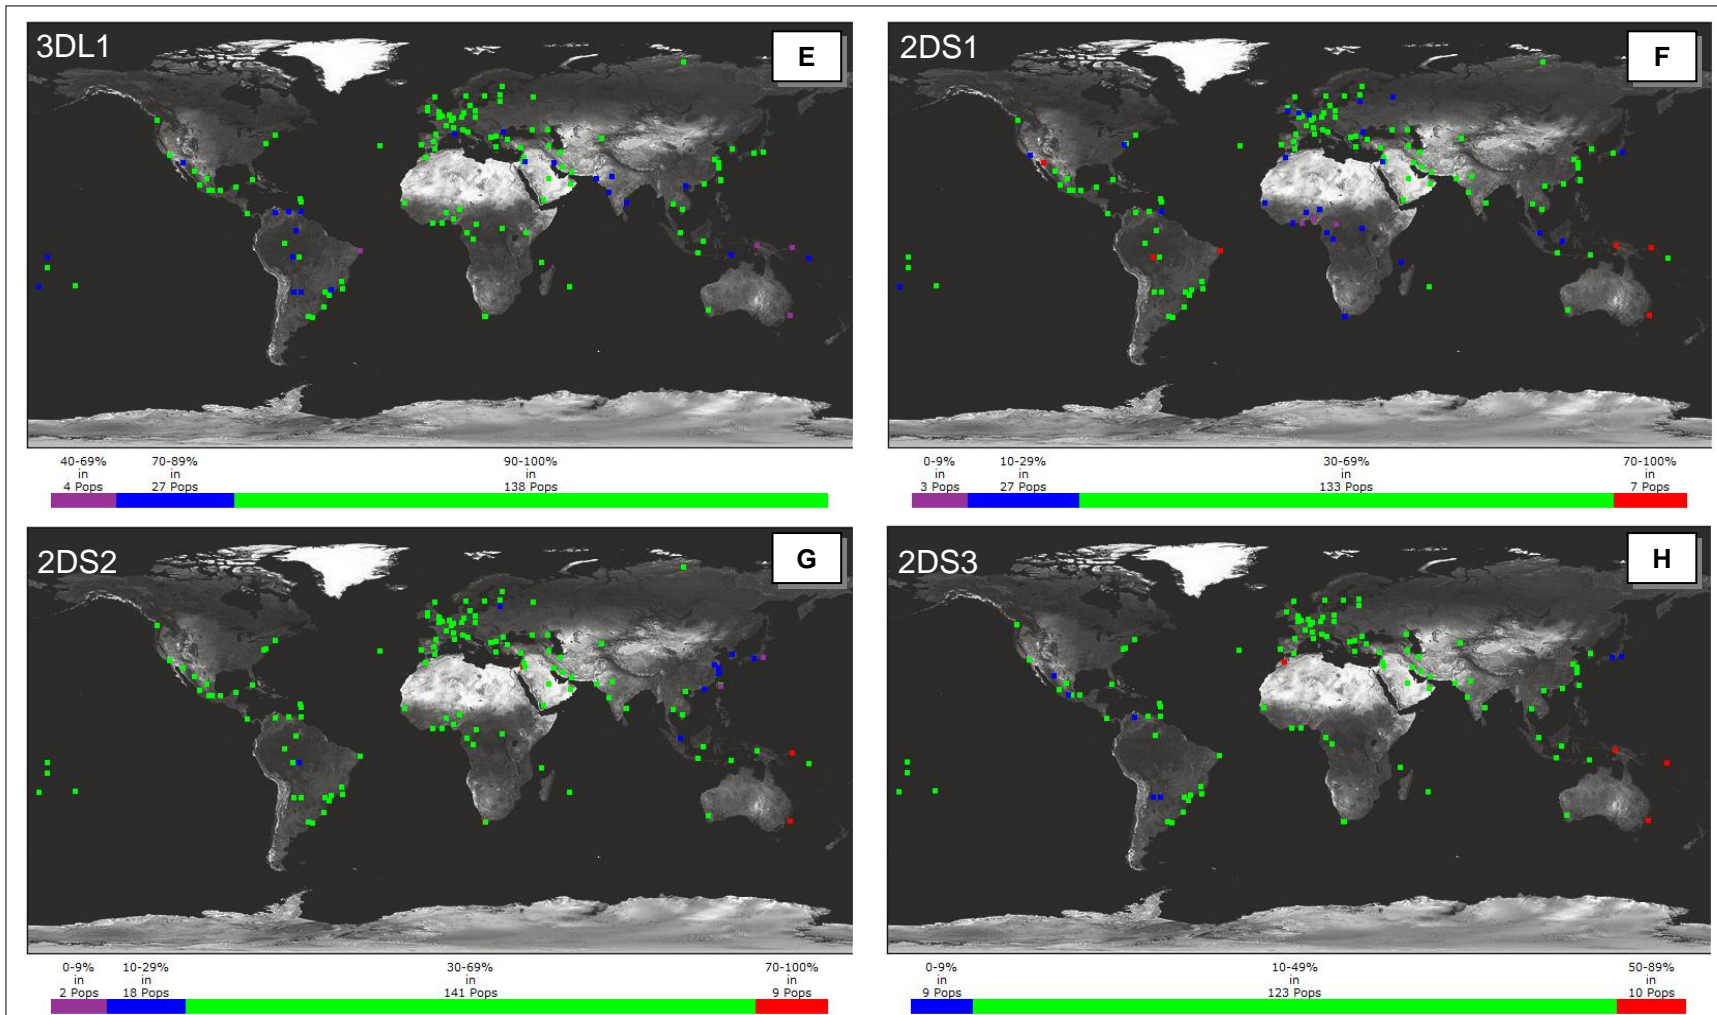 3DL1
E
40-69%
in
4 Pops
70-89%
in
27 Pops
90-100%
in
138 Pops
2DS1
F
0-9%
in
3 Pops
10-29%
in
27 Pops
30-69%
in
133 Pops
70-100%
in
7 Pops
2DS2
G
0-9%
in
2 Pops
10-29%
in
18 Pops
30-69%
in
141 Pops
70-100%
in
9 Pops
2DS3
H
0-9%
in
9 Pops
10-49%
in
123 Pops
50-89%
in
10 Pops